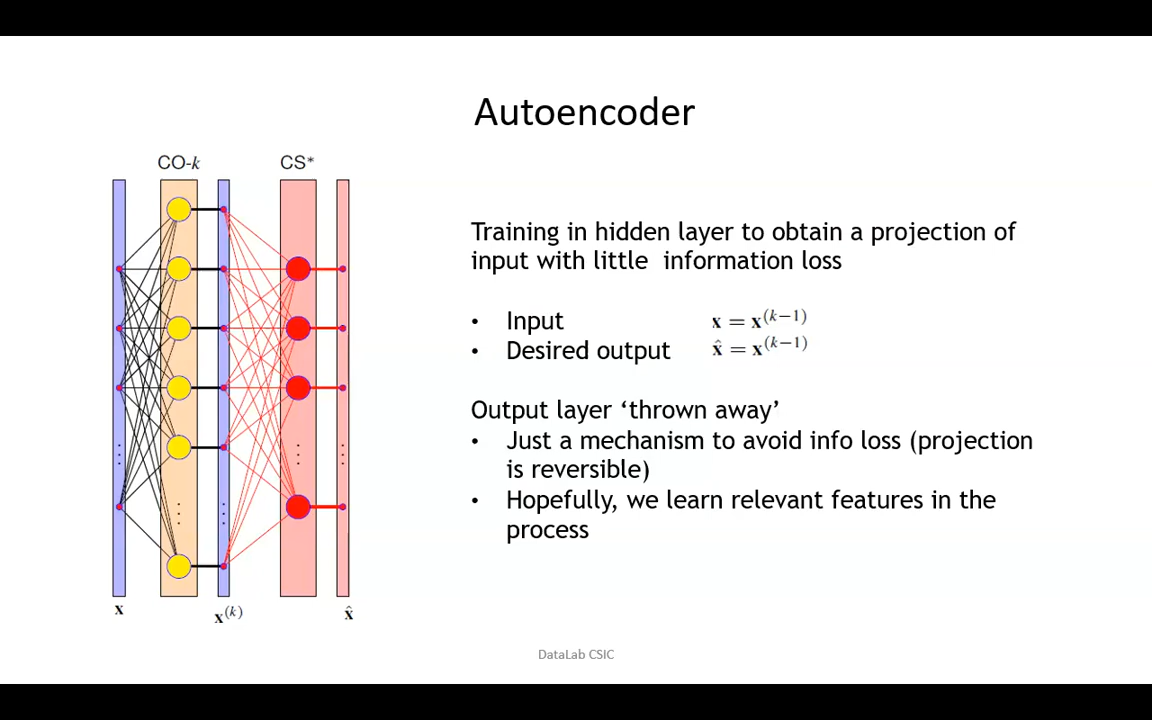 Autoencoder
CO-k
CS*
Training in hidden layer to obtain a projection of
input with little information loss
• Input x = x^(k−1)
• Desired output x̂ = x^(k−1)
Output layer ‘thrown away’
• Just a mechanism to avoid info loss (projection
is reversible)
• Hopefully, we learn relevant features in the
process
x
x^(k)
x̂
DataLab CSIC